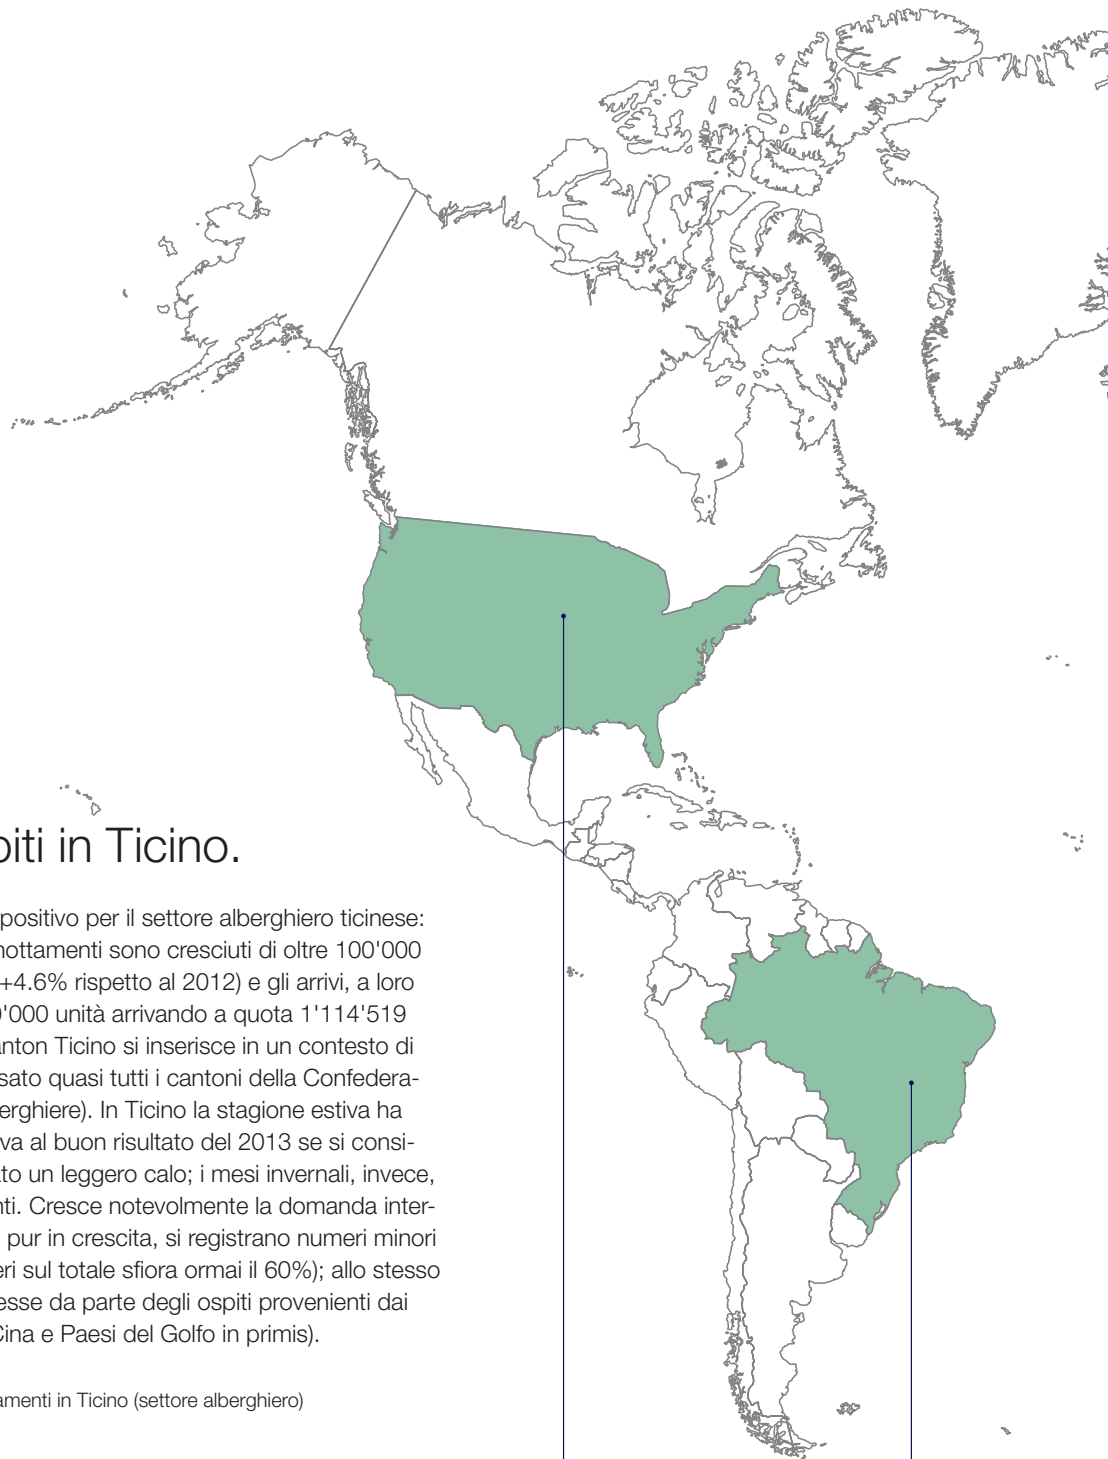 piti in Ticino.
positivo per il settore alberghiero ticinese:
nottamenti sono cresciuti di oltre 100'000
+4.6% rispetto al 2012) e gli arrivi, a loro
0'000 unità arrivando a quota 1'114'519
anton Ticino si inserisce in un contesto di
sato quasi tutti i cantoni della Confedera-
erghiere). In Ticino la stagione estiva ha
va al buon risultato del 2013 se si consi-
to un leggero calo; i mesi invernali, invece,
nti. Cresce notevolmente la domanda inter-
pur in crescita, si registrano numeri minori
eri sul totale sfiora ormai il 60%); allo stesso
esse da parte degli ospiti provenienti dai
Cina e Paesi del Golfo in primis).
amenti in Ticino (settore alberghiero)